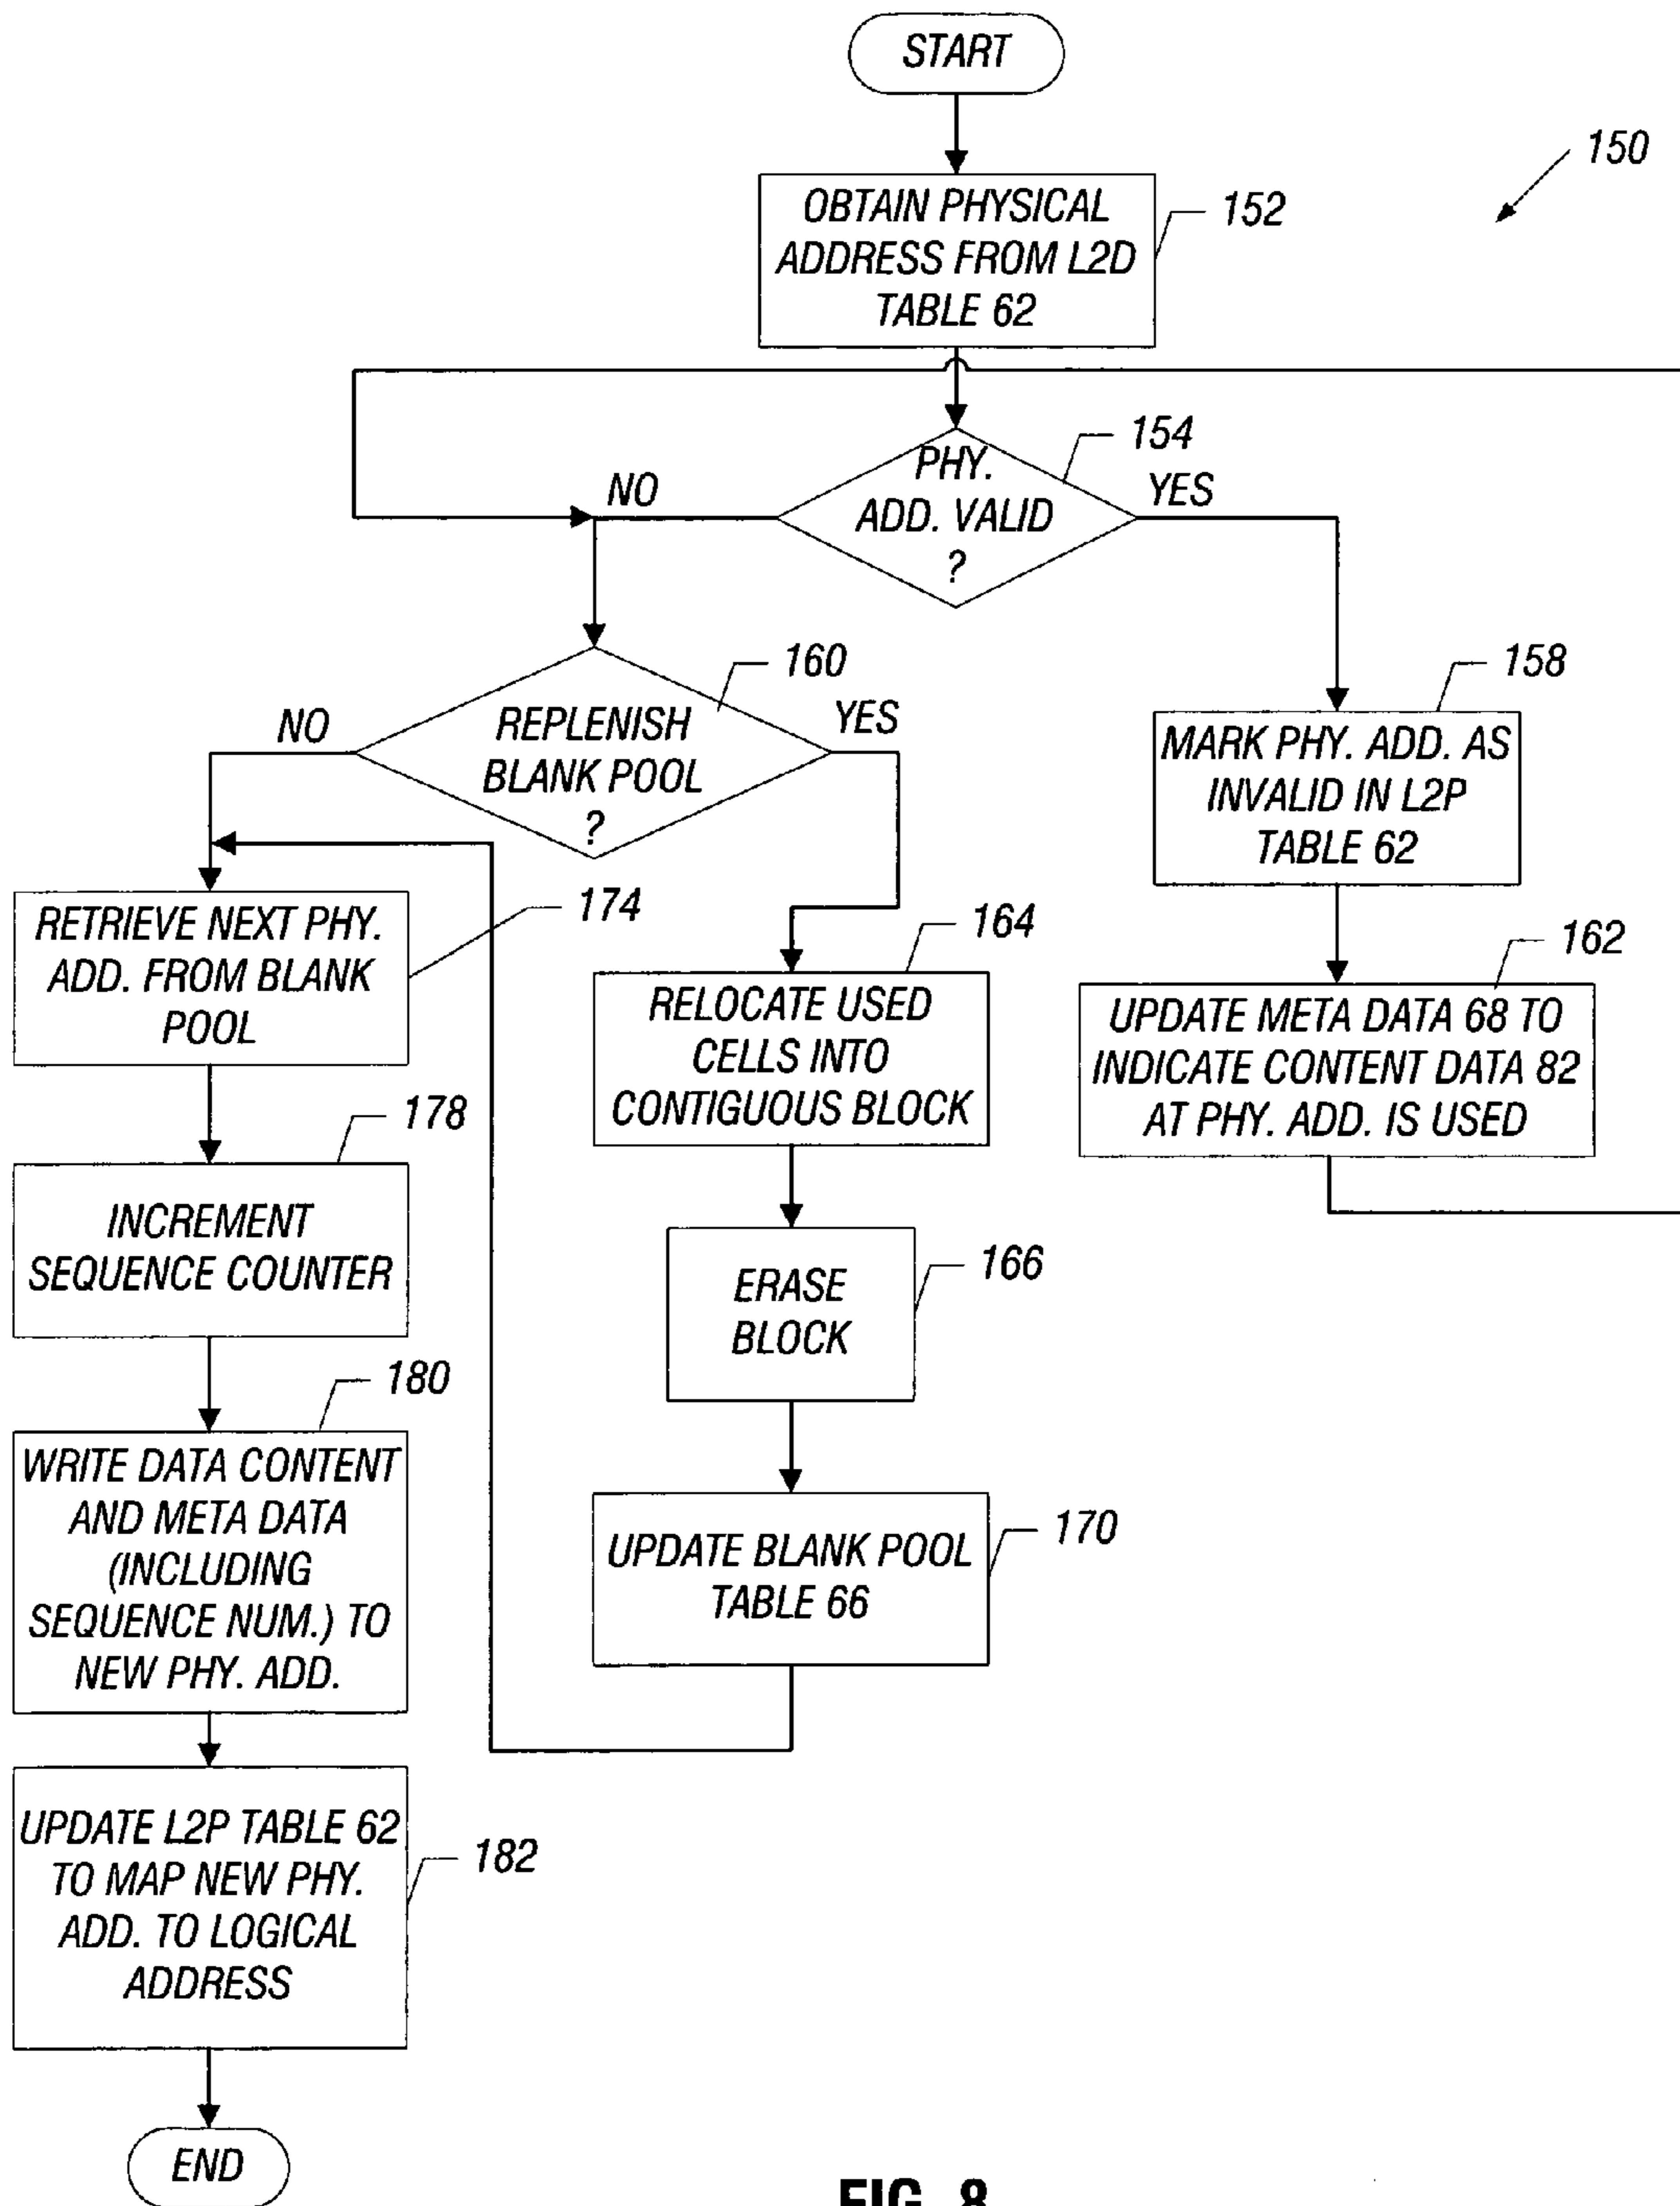 START
150
OBTAIN PHYSICAL
ADDRESS FROM L2D
TABLE 62
152
154
PHY.
ADD. VALID
?
NO
YES
160
REPLENISH
BLANK POOL
?
NO
YES
158
MARK PHY. ADD. AS
INVALID IN L2P
TABLE 62
174
RETRIEVE NEXT PHY.
ADD. FROM BLANK
POOL
164
RELOCATE USED
CELLS INTO
CONTIGUOUS BLOCK
162
UPDATE META DATA 68 TO
INDICATE CONTENT DATA 82
AT PHY. ADD. IS USED
178
INCREMENT
SEQUENCE COUNTER
166
ERASE
BLOCK
180
WRITE DATA CONTENT
AND META DATA
(INCLUDING
SEQUENCE NUM.) TO
NEW PHY. ADD.
170
UPDATE BLANK POOL
TABLE 66
UPDATE L2P TABLE 62
TO MAP NEW PHY.
ADD. TO LOGICAL
ADDRESS
182
END
FIG. 8